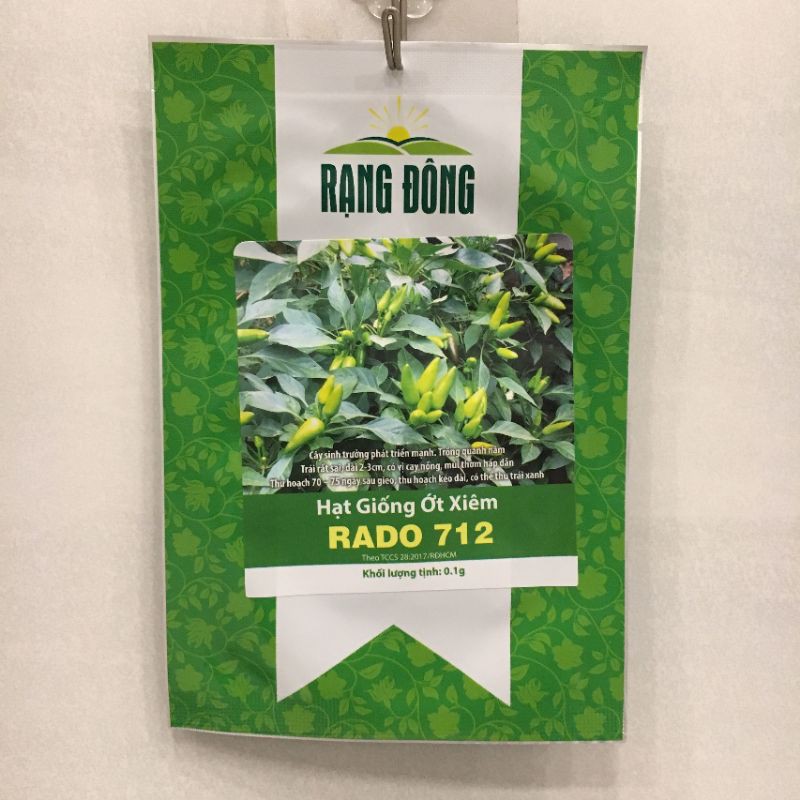 RẠNG ĐÔNG
Cây sinh trưởng phát triển mạnh. Trồng quanh năm
Trái rất sai, dài 2-3cm, có vị cay nóng, mùi thơm hấp dẫn
Thu hoạch 70 – 75 ngày sau gieo, thu hoạch kéo dài, có thể thu trái xanh
Hạt Giống Ớt Xiêm
RADO 712
Theo TCCS 28:2017/RĐHCM
Khối lượng tịnh: 0.1g